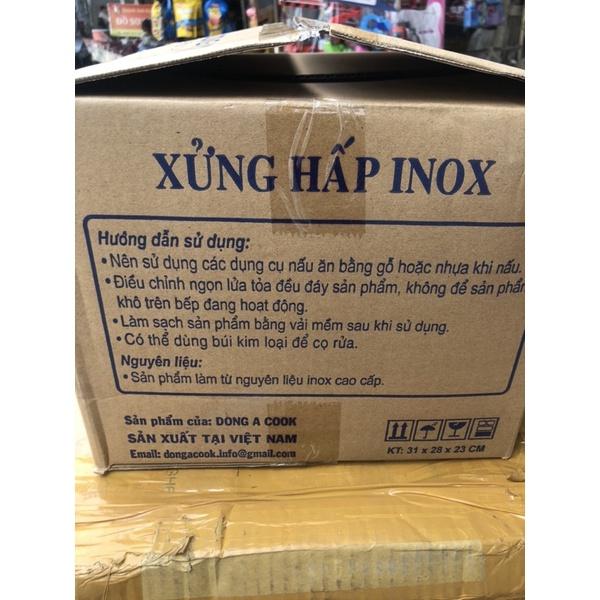 ĐỒ SƠ
XỬNG HẤP INOX
Hướng dẫn sử dụng:
• Nên sử dụng các dụng cụ nấu ăn bằng gỗ hoặc nhựa khi nấu.
• Điều chỉnh ngọn lửa tỏa đều đáy sản phẩm, không để sản phẩm
khô trên bếp đang hoạt động.
• Làm sạch sản phẩm bằng vải mềm sau khi sử dụng.
• Có thể dùng búi kim loại để cọ rửa.
Nguyên liệu:
• Sản phẩm làm từ nguyên liệu inox cao cấp.
Sản phẩm của: DONG A COOK
SẢN XUẤT TẠI VIỆT NAM
Email: dongacook.info@gmail.com
KT: 31 x 28 x 23 CM